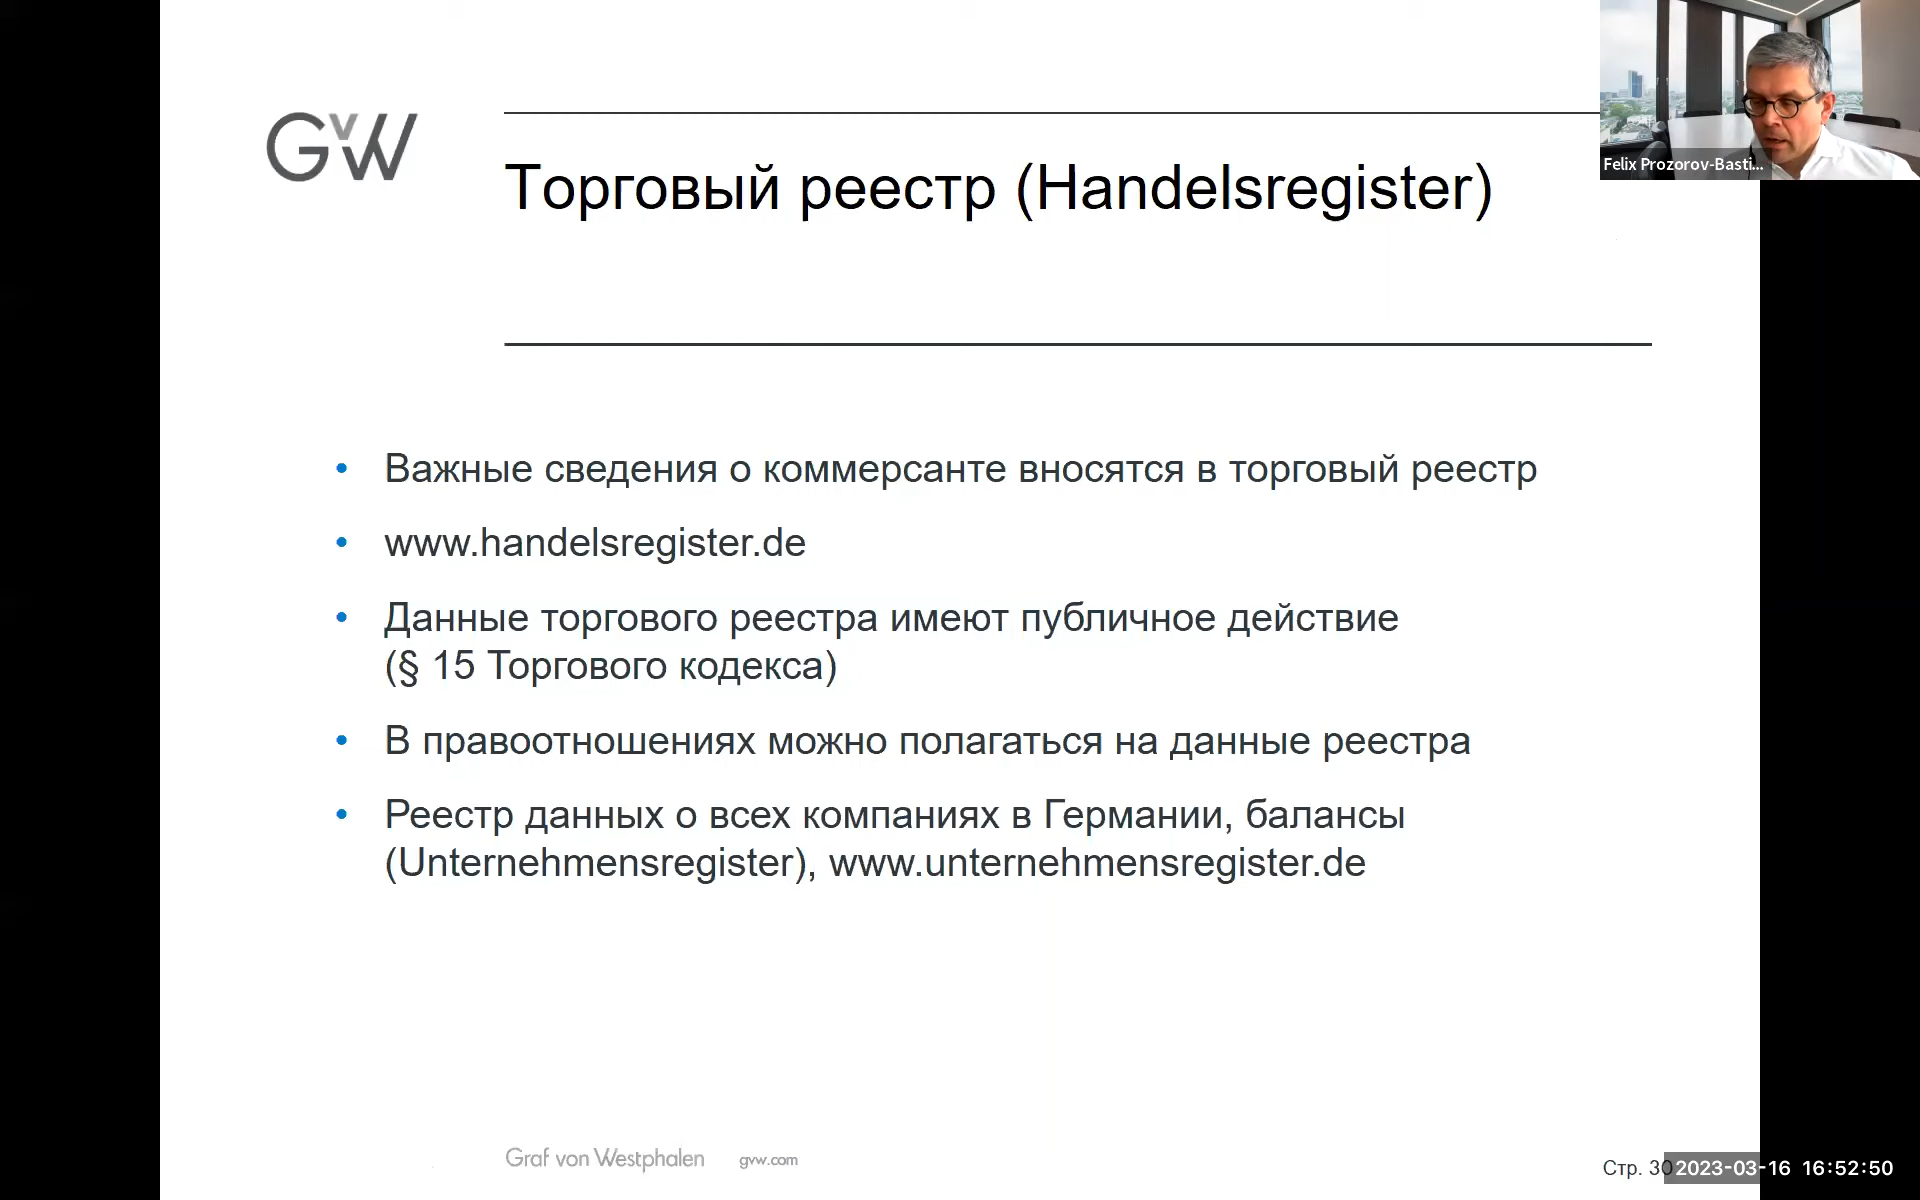 GvW
Торговый реестр (Handelsregister)
Felix Prozorov-Basti...
• Важные сведения о коммерсанте вносятся в торговый реестр
• www.handelsregister.de
• Данные торгового реестра имеют публичное действие
(§ 15 Торгового кодекса)
• В правоотношениях можно полагаться на данные реестра
• Реестр данных о всех компаниях в Германии, балансы
(Unternehmensregister), www.unternehmensregister.de
Graf von Westphalen gvw.com
Стр. 30 2023-03-16 16:52:50